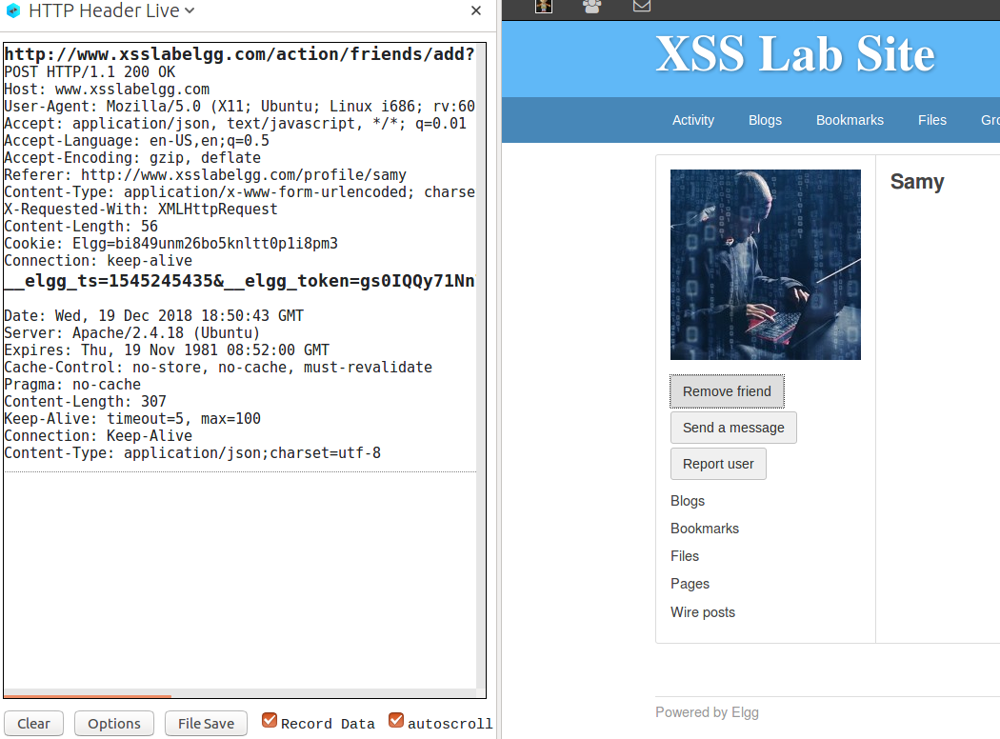 HTTP Header Live
http://www.xsslabelgg.com/action/friends/add?
POST HTTP/1.1 200 OK
Host: www.xsslabelgg.com
User-Agent: Mozilla/5.0 (X11; Ubuntu; Linux i686; rv:60
Accept: application/json, text/javascript, */*; q=0.01
Accept-Language: en-US,en;q=0.5
Accept-Encoding: gzip, deflate
Referer: http://www.xsslabelgg.com/profile/samy
Content-Type: application/x-www-form-urlencoded; charse
X-Requested-With: XMLHttpRequest
Content-Length: 56
Cookie: Elgg=bi849unm26bo5knltt0p1i8pm3
Connection: keep-alive
__elgg_ts=1545245435&__elgg_token=gs0IQQy71Nn
Date: Wed, 19 Dec 2018 18:50:43 GMT
Server: Apache/2.4.18 (Ubuntu)
Expires: Thu, 19 Nov 1981 08:52:00 GMT
Cache-Control: no-store, no-cache, must-revalidate
Pragma: no-cache
Content-Length: 307
Keep-Alive: timeout=5, max=100
Connection: Keep-Alive
Content-Type: application/json;charset=utf-8
Clear Options File Save Record Data autoscroll
XSS Lab Site
Activity Blogs Bookmarks Files Gro
Samy
Remove friend
Send a message
Report user
Blogs
Bookmarks
Files
Pages
Wire posts
Powered by Elgg